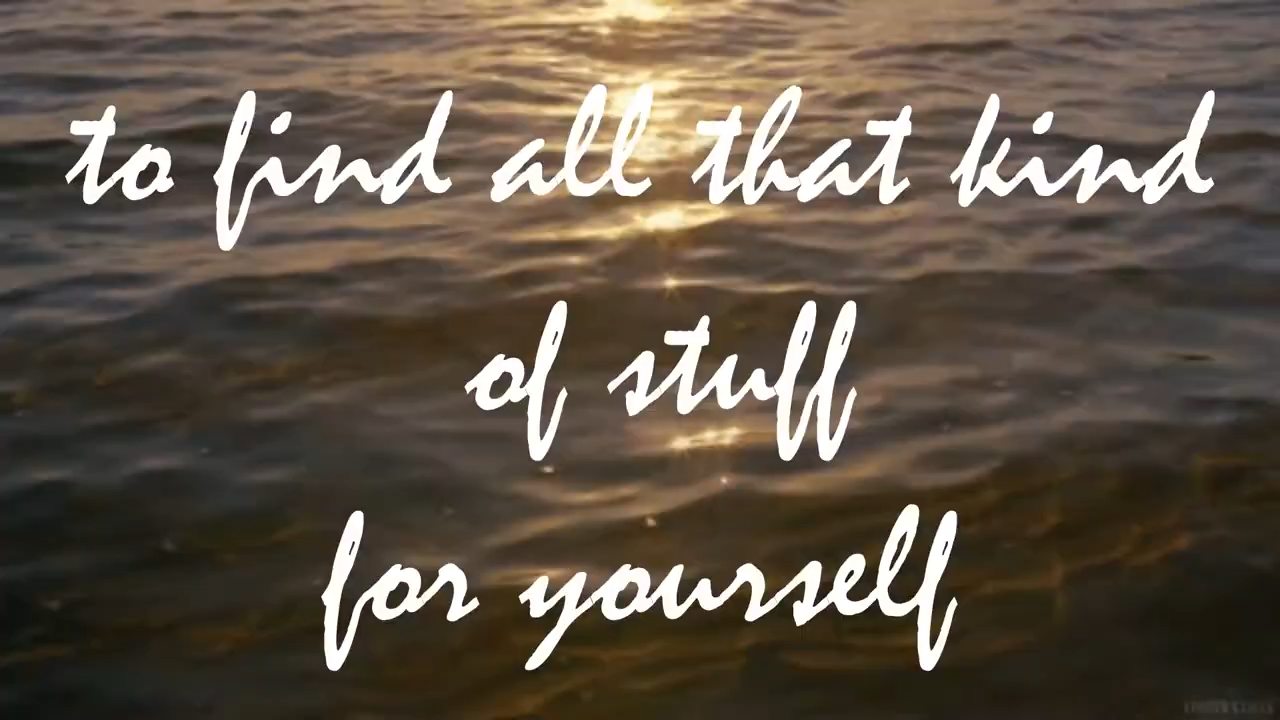 to find all that kind
of stuff
for yourself